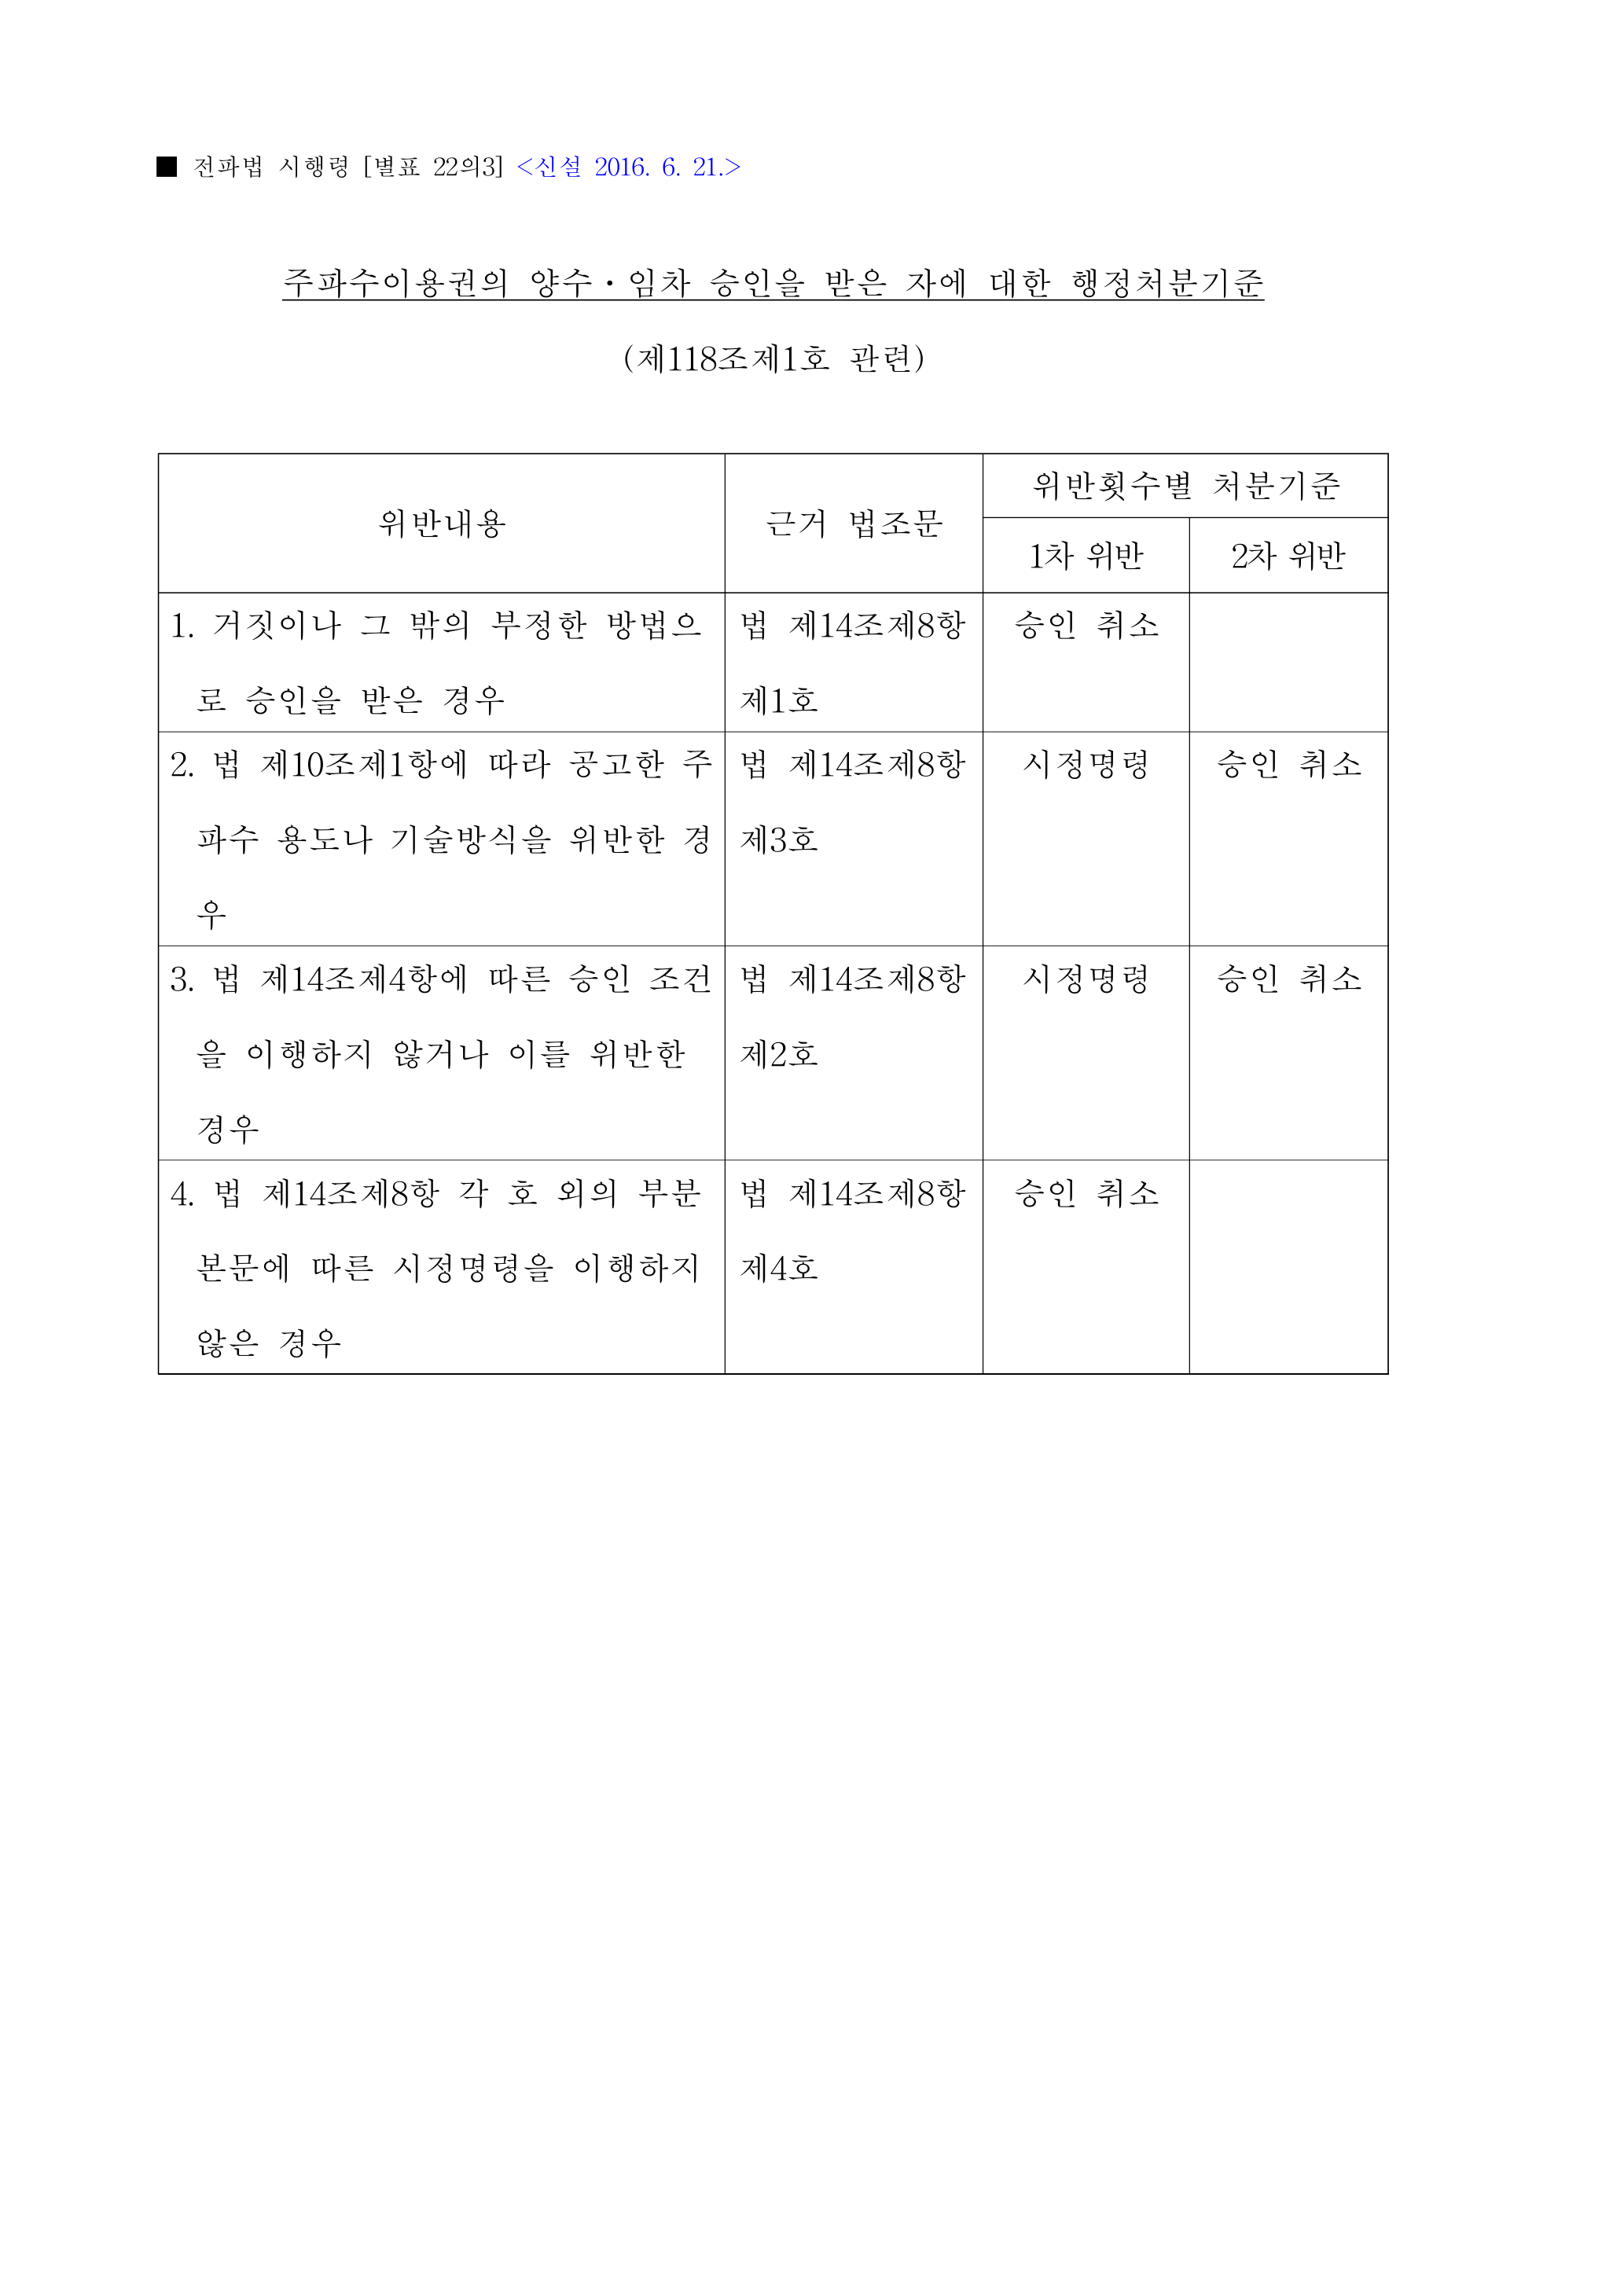 ■ 전파법 시행령 [별표 22의3] <신설 2016. 6. 21.>
주파수이용권의 양수·임차 승인을 받은 자에 대한 행정처분기준
(제118조제1호 관련)
위반내용
근거 법조문
위반횟수별 처분기준
1차 위반
2차 위반
1. 거짓이나 그 밖의 부정한 방법으
로 승인을 받은 경우
법 제14조제8항
제1호
승인 취소
2. 법 제10조제1항에 따라 공고한 주
파수 용도나 기술방식을 위반한 경
우
법 제14조제8항
제3호
시정명령
승인 취소
3. 법 제14조제4항에 따른 승인 조건
을 이행하지 않거나 이를 위반한
경우
법 제14조제8항
제2호
시정명령
승인 취소
4. 법 제14조제8항 각 호 외의 부분
본문에 따른 시정명령을 이행하지
않은 경우
법 제14조제8항
제4호
승인 취소